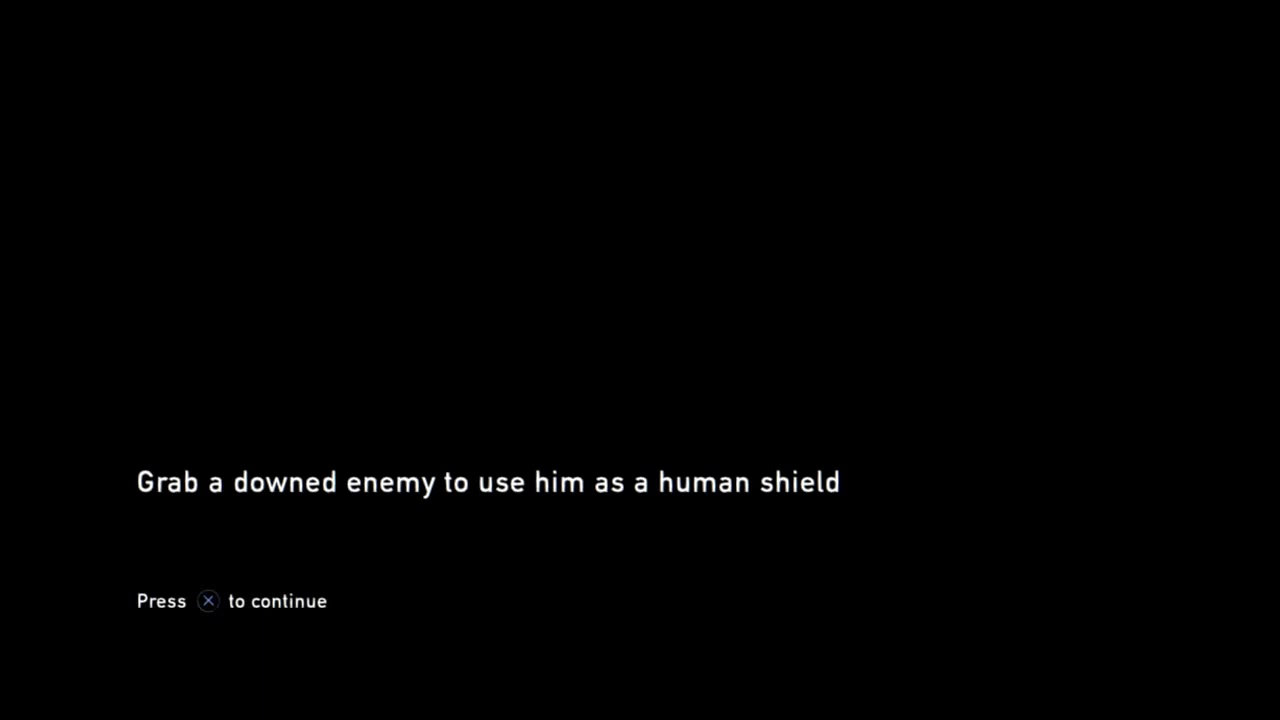 Grab a downed enemy to use him as a human shield
Press ⓧ to continue